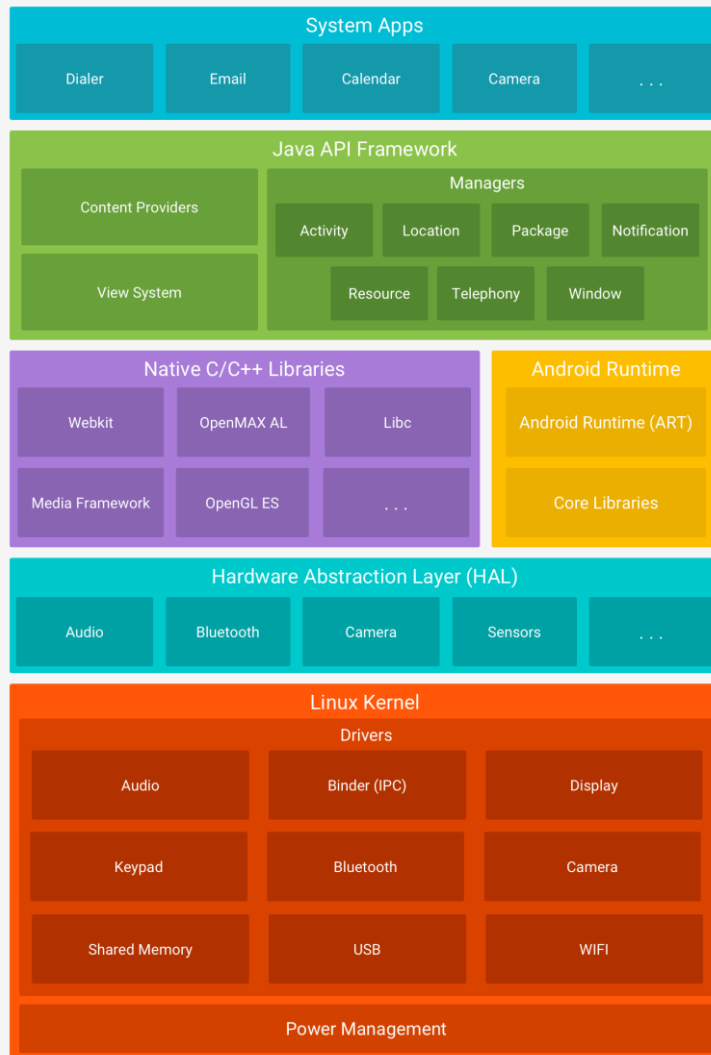 System Apps
Dialer
Email
Calendar
Camera
. . .
Java API Framework
Content Providers
View System
Managers
Activity
Location
Package
Notification
Resource
Telephony
Window
Native C/C++ Libraries
Webkit
OpenMAX AL
Libc
Media Framework
OpenGL ES
. . .
Android Runtime
Android Runtime (ART)
Core Libraries
Hardware Abstraction Layer (HAL)
Audio
Bluetooth
Camera
Sensors
. . .
Linux Kernel
Drivers
Audio
Binder (IPC)
Display
Keypad
Bluetooth
Camera
Shared Memory
USB
WIFI
Power Management